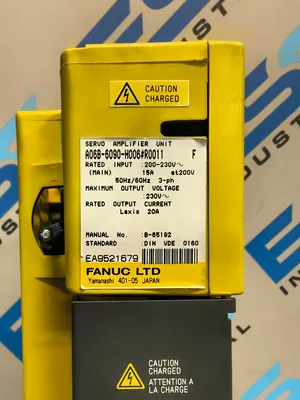 CAUTION
CHARGED
SERVO AMPLIFIER UNIT
A06B-6090-H006#R0011 F
RATED INPUT :200-230V~
(MAIN) 15A at200V
50Hz/60Hz 3-ph
MAXIMUM OUTPUT VOLTAGE
:230V~
RATED OUTPUT CURRENT
Laxis 20A
MANUAL No. :B-65192
STANDARD :DIN VDE 0160
EA9521679
FANUC LTD
Yamanashi 401-05 JAPAN
CAUTION
CHARGED
ATTENTION A
LA CHARGE